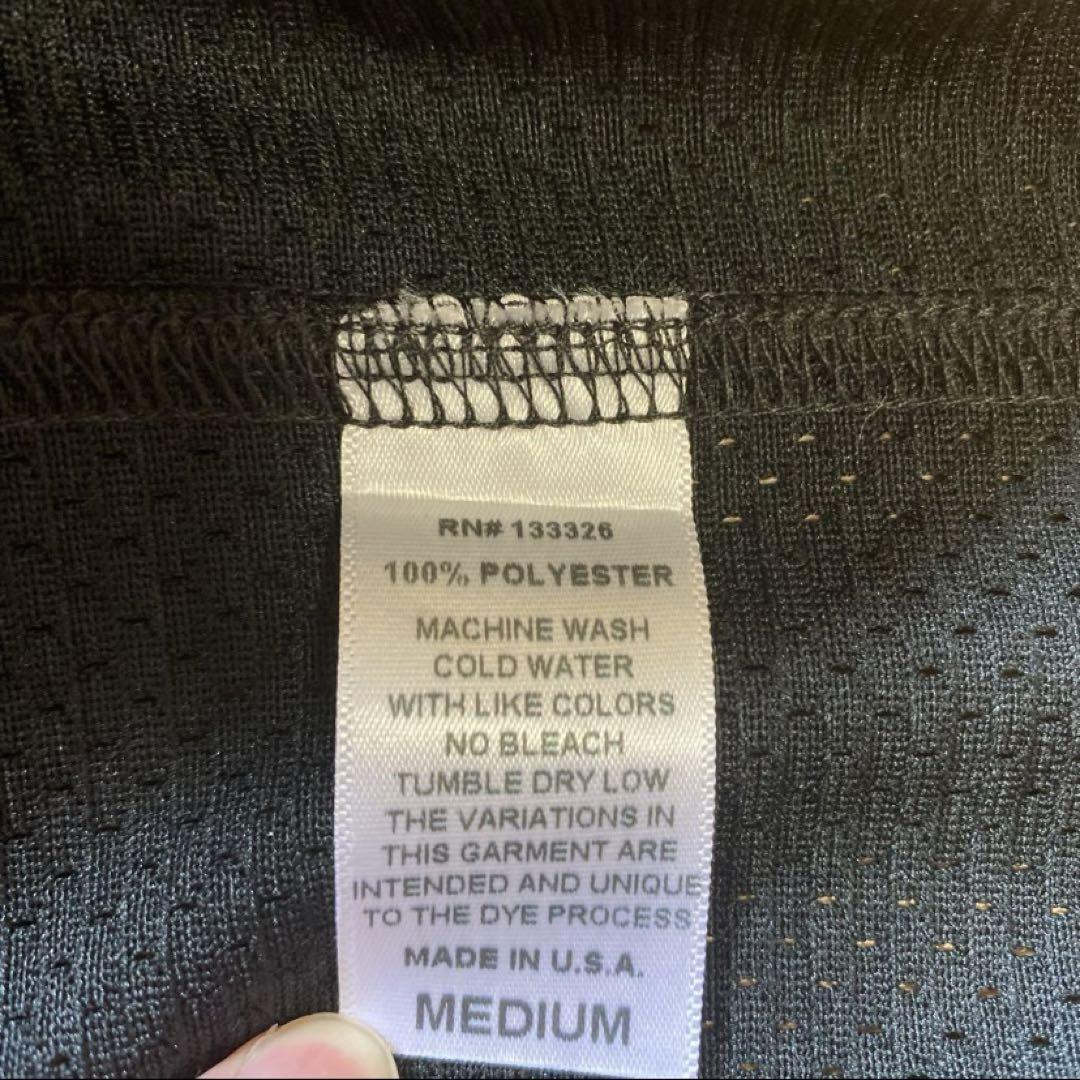 RN# 133326
100% POLYESTER
MACHINE WASH
COLD WATER
WITH LIKE COLORS
NO BLEACH
TUMBLE DRY LOW
THE VARIATIONS IN
THIS GARMENT ARE
INTENDED AND UNIQUE
TO THE DYE PROCESS
MADE IN U.S.A.
MEDIUM